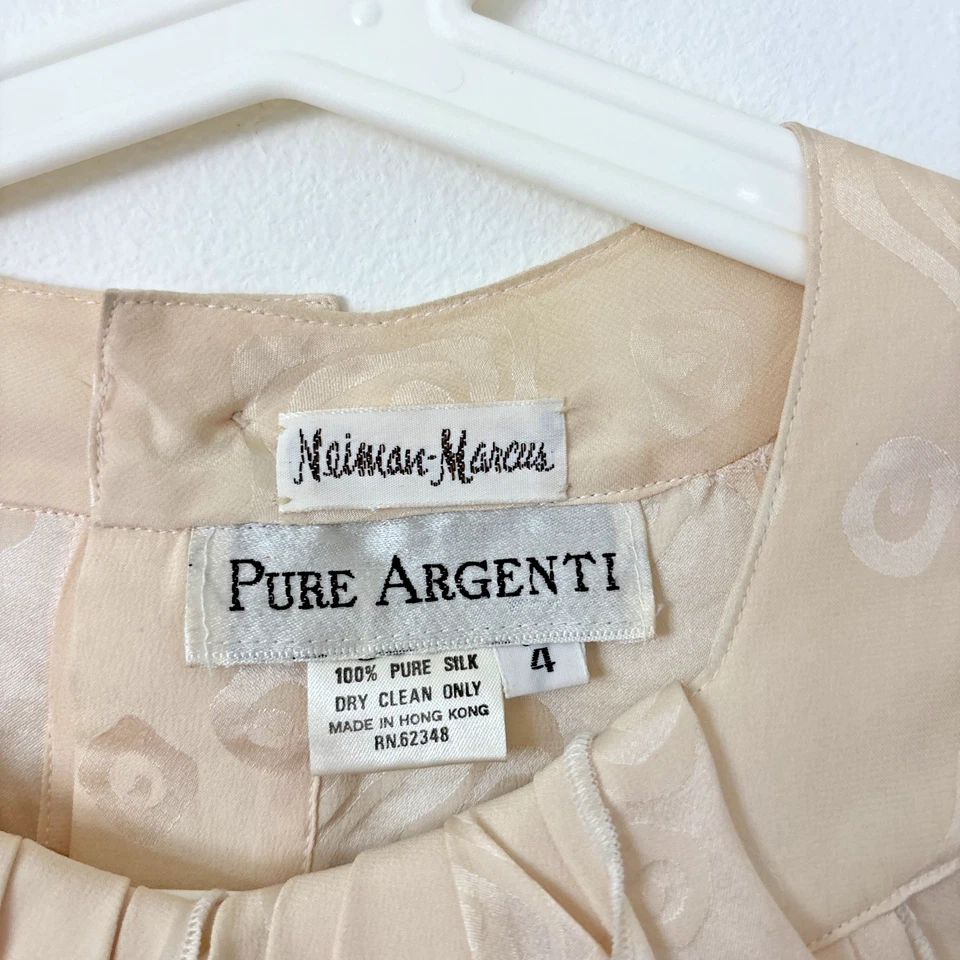 Neiman-Marcus
PURE ARGENTI
4
100% PURE SILK
DRY CLEAN ONLY
MADE IN HONG KONG
RN.62348